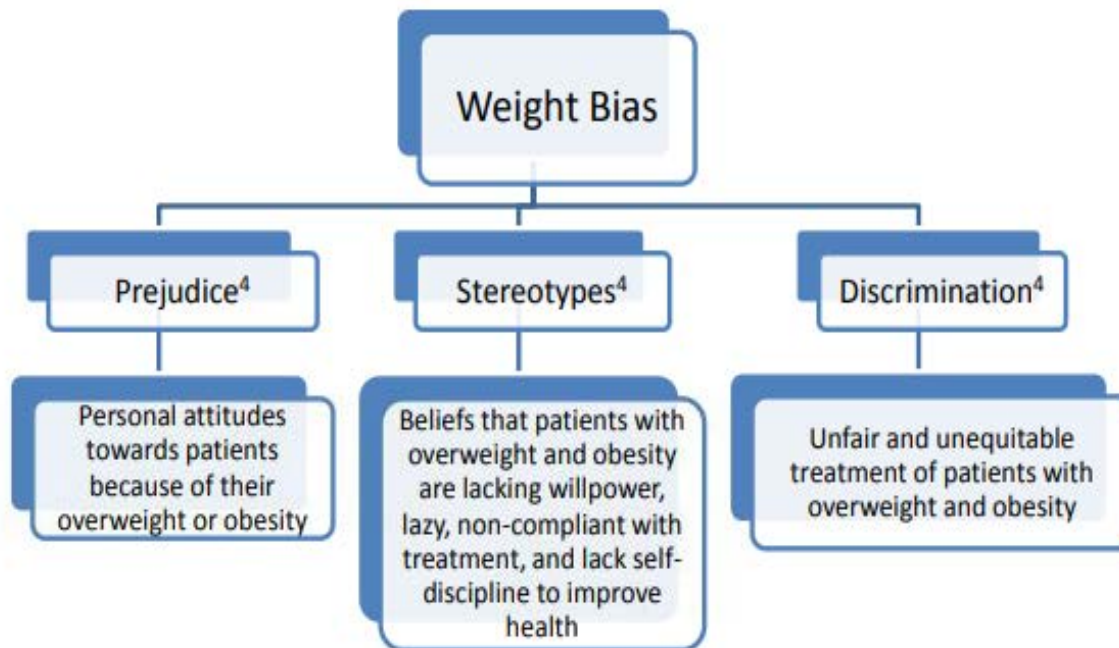 Weight Bias
Prejudice⁴
Stereotypes⁴
Discrimination⁴
Personal attitudes
towards patients
because of their
overweight or obesity
Beliefs that patients with
overweight and obesity
are lacking willpower,
lazy, non-compliant with
treatment, and lack self-
discipline to improve
health
Unfair and unequitable
treatment of patients with
overweight and obesity